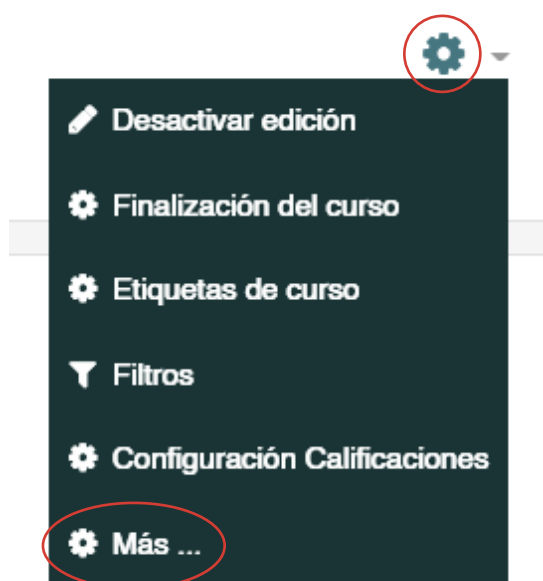 Desactivar edición
Finalización del curso
Etiquetas de curso
Filtros
Configuración Calificaciones
Más ...